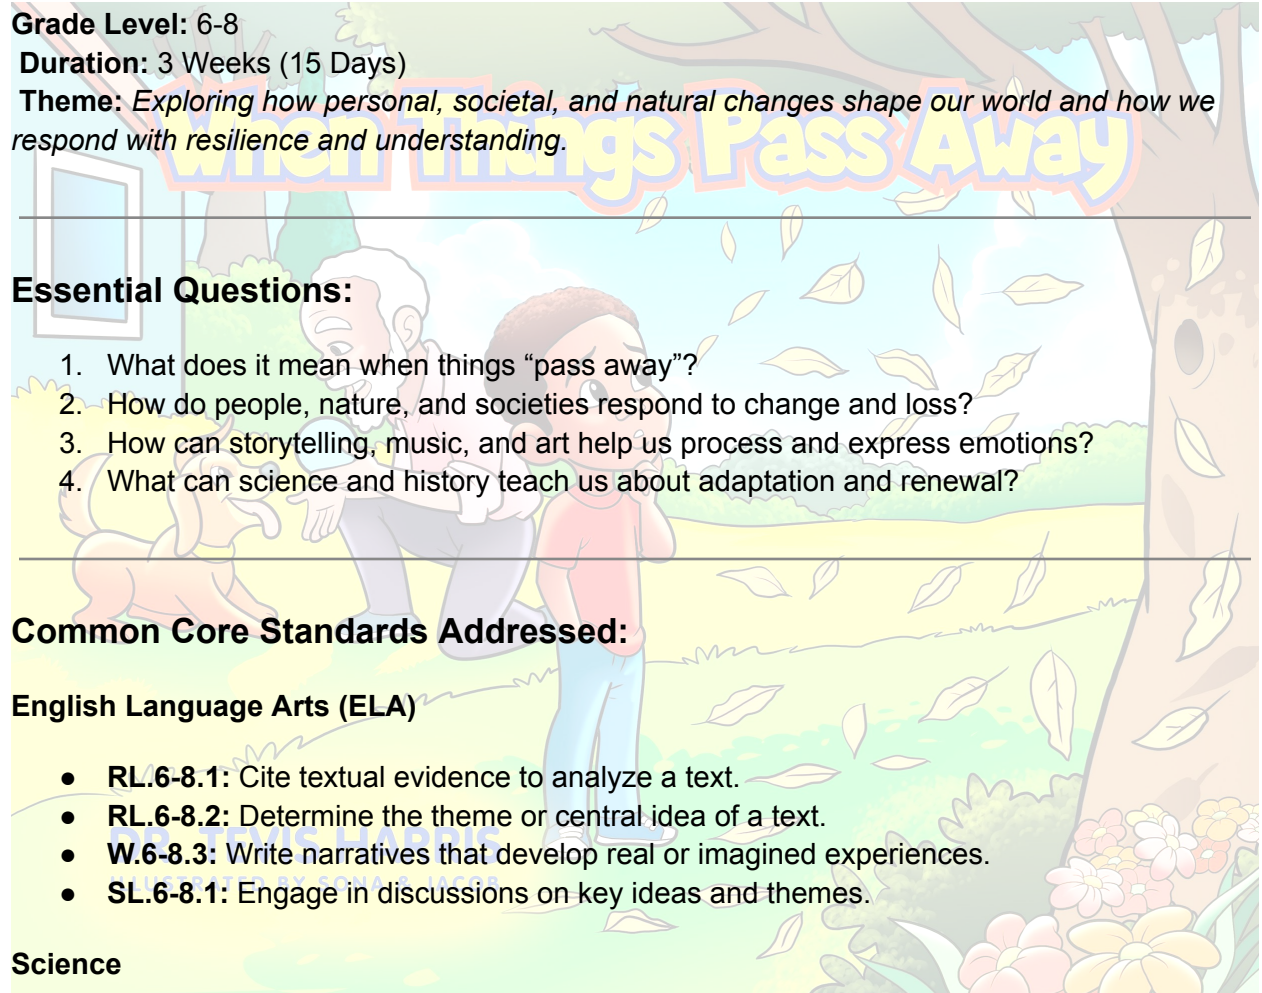 Grade Level: 6-8
Duration: 3 Weeks (15 Days)
Theme: Exploring how personal, societal, and natural changes shape our world and how we
respond with resilience and understanding.
When Things Pass Away
Essential Questions:
1. What does it mean when things “pass away”?
2. How do people, nature, and societies respond to change and loss?
3. How can storytelling, music, and art help us process and express emotions?
4. What can science and history teach us about adaptation and renewal?
Common Core Standards Addressed:
English Language Arts (ELA)
● RL.6-8.1: Cite textual evidence to analyze a text.
● RL.6-8.2: Determine the theme or central idea of a text.
DR. TEVIS HARRIS
● W.6-8.3: Write narratives that develop real or imagined experiences.
ILLUSTRATED BY SONA & JACOB
● SL.6-8.1: Engage in discussions on key ideas and themes.
Science